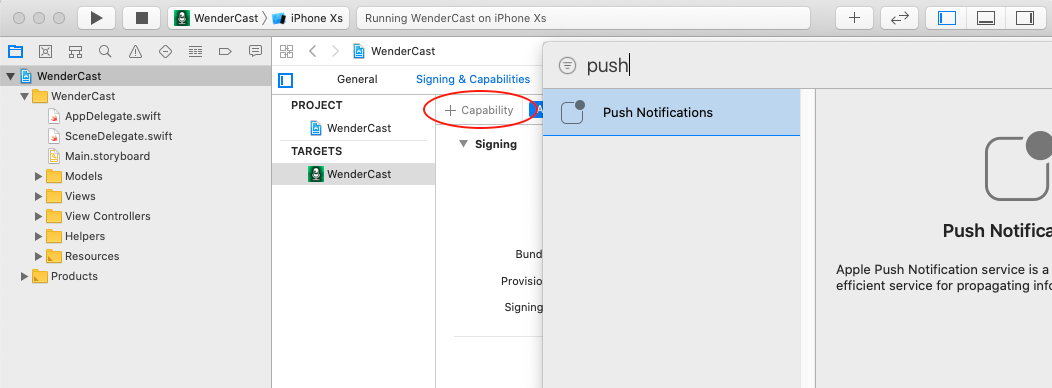 WenderCast
iPhone Xs
Running WenderCast on iPhone Xs
WenderCast
WenderCast
WenderCast
AppDelegate.swift
SceneDelegate.swift
Main.storyboard
Models
Views
View Controllers
Helpers
Resources
Products
General
Signing & Capabilities
PROJECT
WenderCast
TARGETS
WenderCast
+ Capability
A
Signing
Bund
Provisio
Signing
push
Push Notifications
Push Notifica
Apple Push Notification service is a
efficient service for propagating info